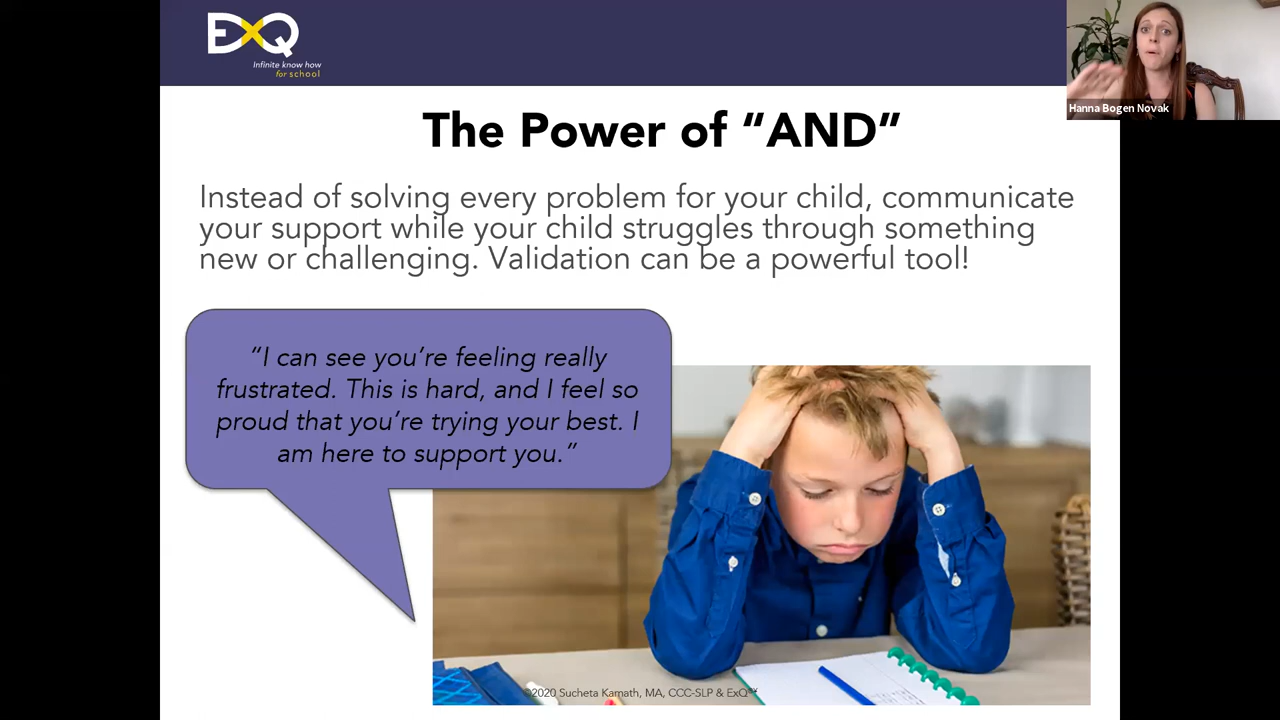 EXQ
Infinite know how
for school
Hanna Bogen Novak
The Power of “AND”
Instead of solving every problem for your child, communicate
your support while your child struggles through something
new or challenging. Validation can be a powerful tool!
“I can see you’re feeling really
frustrated. This is hard, and I feel so
proud that you’re trying your best. I
am here to support you.”
©2020 Sucheta Kamath, MA, CCC-SLP & ExQ